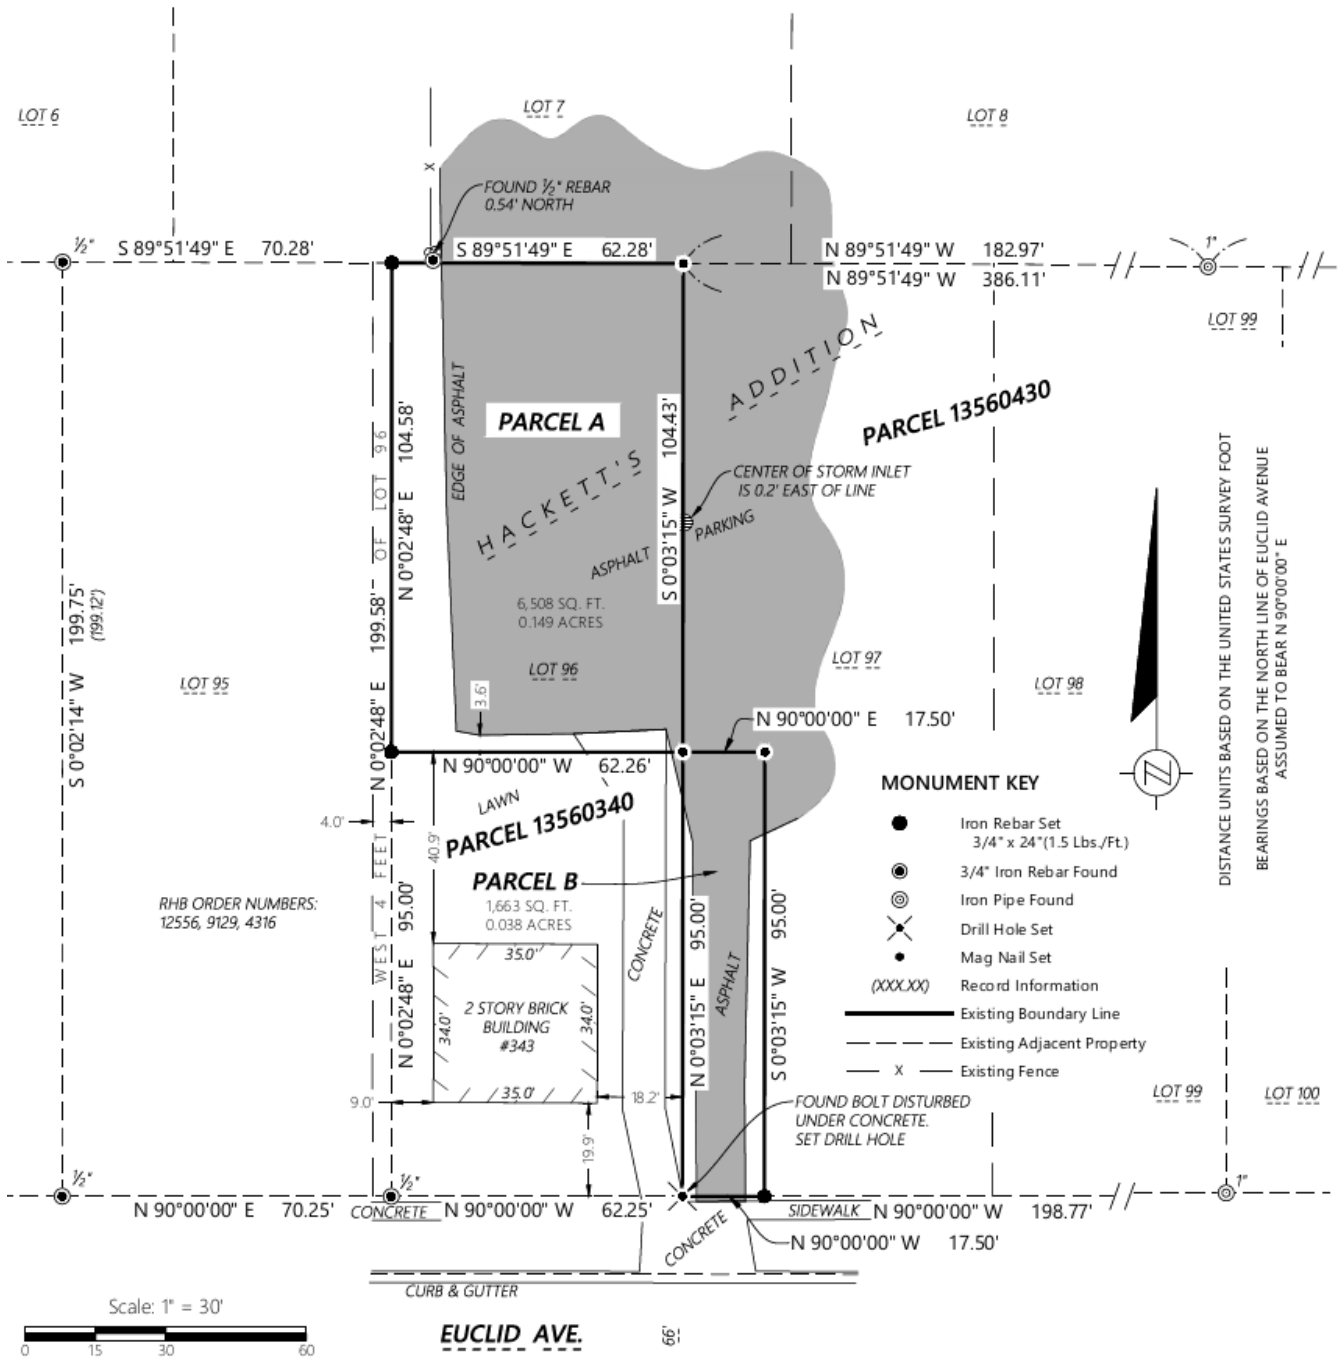 LOT 6
LOT 7
LOT 8
X
FOUND ½" REBAR
0.54' NORTH
½"
S 89°51'49" E 70.28'
S 89°51'49" E 62.28'
N 89°51'49" W 182.97'
N 89°51'49" W 386.11'
1"
LOT 99
HACKETT'S ADDITION
PARCEL 13560430
EDGE OF ASPHALT
PARCEL A
N 0°02'48" E 104.58'
S 0°03'15" W 104.43'
CENTER OF STORM INLET
IS 0.2' EAST OF LINE
ASPHALT PARKING
6,508 SQ. FT.
0.149 ACRES
LOT 96
LOT 95
LOT 97
LOT 98
S 0°02'14" W 199.75'
(199.12')
N 0°02'48" E 199.58'
WEST 4 FEET OF LOT 96
3.6'
N 90°00'00" E 17.50'
N 90°00'00" W 62.26'
LAWN
PARCEL 13560340
4.0'
40.9'
PARCEL B
1,663 SQ. FT.
0.038 ACRES
RHB ORDER NUMBERS:
12556, 9129, 4316
N 0°02'48" E 95.00'
CONCRETE
N 0°03'15" E 95.00'
ASPHALT
S 0°03'15" W 95.00'
35.0'
34.0'
2 STORY BRICK
BUILDING
#343
34.0'
35.0'
9.0'
18.2'
19.9'
FOUND BOLT DISTURBED
UNDER CONCRETE.
SET DRILL HOLE
DISTANCE UNITS BASED ON THE UNITED STATES SURVEY FOOT
BEARINGS BASED ON THE NORTH LINE OF EUCLID AVENUE
ASSUMED TO BEAR N 90°00'00" E
N
MONUMENT KEY
Iron Rebar Set
3/4" x 24"(1.5 Lbs./Ft.)
3/4" Iron Rebar Found
Iron Pipe Found
Drill Hole Set
Mag Nail Set
(XXX.XX) Record Information
Existing Boundary Line
Existing Adjacent Property
X Existing Fence
LOT 99
LOT 100
½"
½"
1"
N 90°00'00" E 70.25'
CONCRETE
N 90°00'00" W 62.25'
SIDEWALK
N 90°00'00" W 198.77'
CONCRETE
N 90°00'00" W 17.50'
CURB & GUTTER
Scale: 1" = 30'
0 15 30 60
EUCLID AVE.
66'